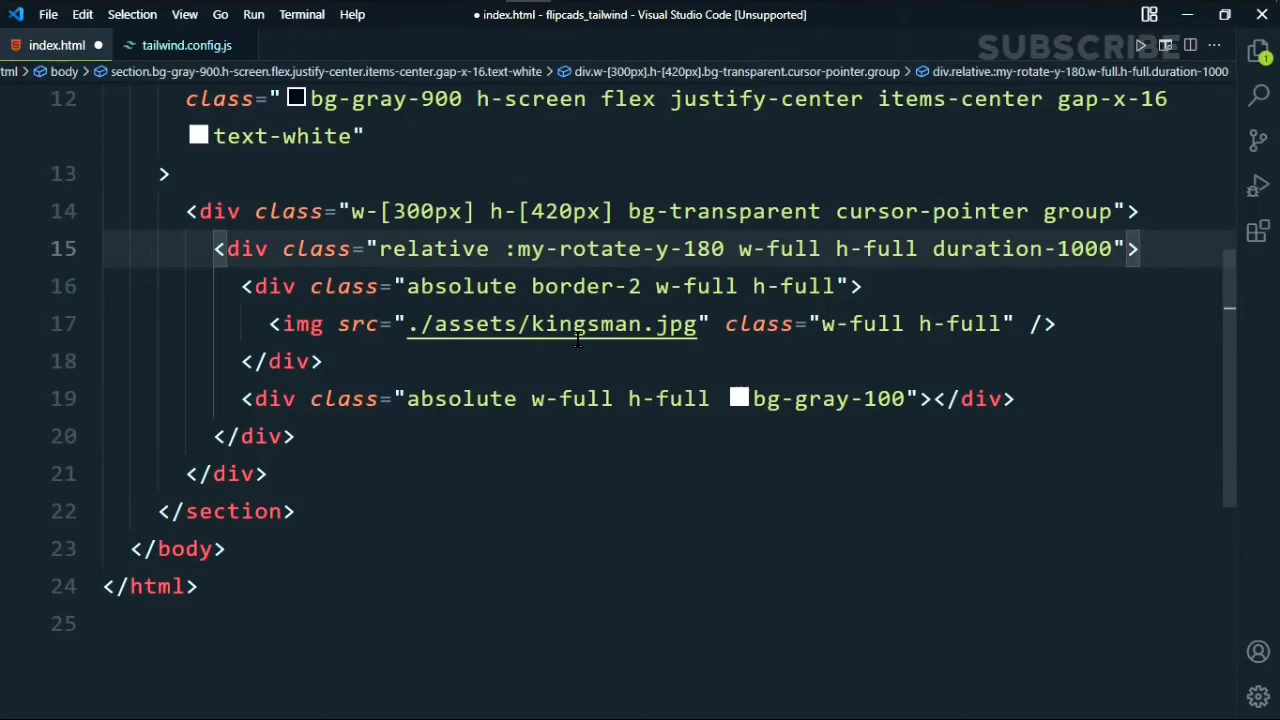 File Edit Selection View Go Run Terminal Help
● index.html - flipcads_tailwind - Visual Studio Code [Unsupported]
SUBSCRIBE
index.html ● tailwind.config.js ...
tml > body > section.bg-gray-900.h-screen.flex.justify-center.items-center.gap-x-16.text-white > div.w-[300px].h-[420px].bg-transparent.cursor-pointer.group > div.relative.:my-rotate-y-180.w-full.h-full.duration-1000
12 class="bg-gray-900 h-screen flex justify-center items-center gap-x-16
text-white"
13 >
14 <div class="w-[300px] h-[420px] bg-transparent cursor-pointer group">
15 <div class="relative :my-rotate-y-180 w-full h-full duration-1000">
16 <div class="absolute border-2 w-full h-full">
17 <img src="./assets/kingsman.jpg" class="w-full h-full" />
18 </div>
19 <div class="absolute w-full h-full bg-gray-100"></div>
20 </div>
21 </div>
22 </section>
23 </body>
24 </html>
25
1